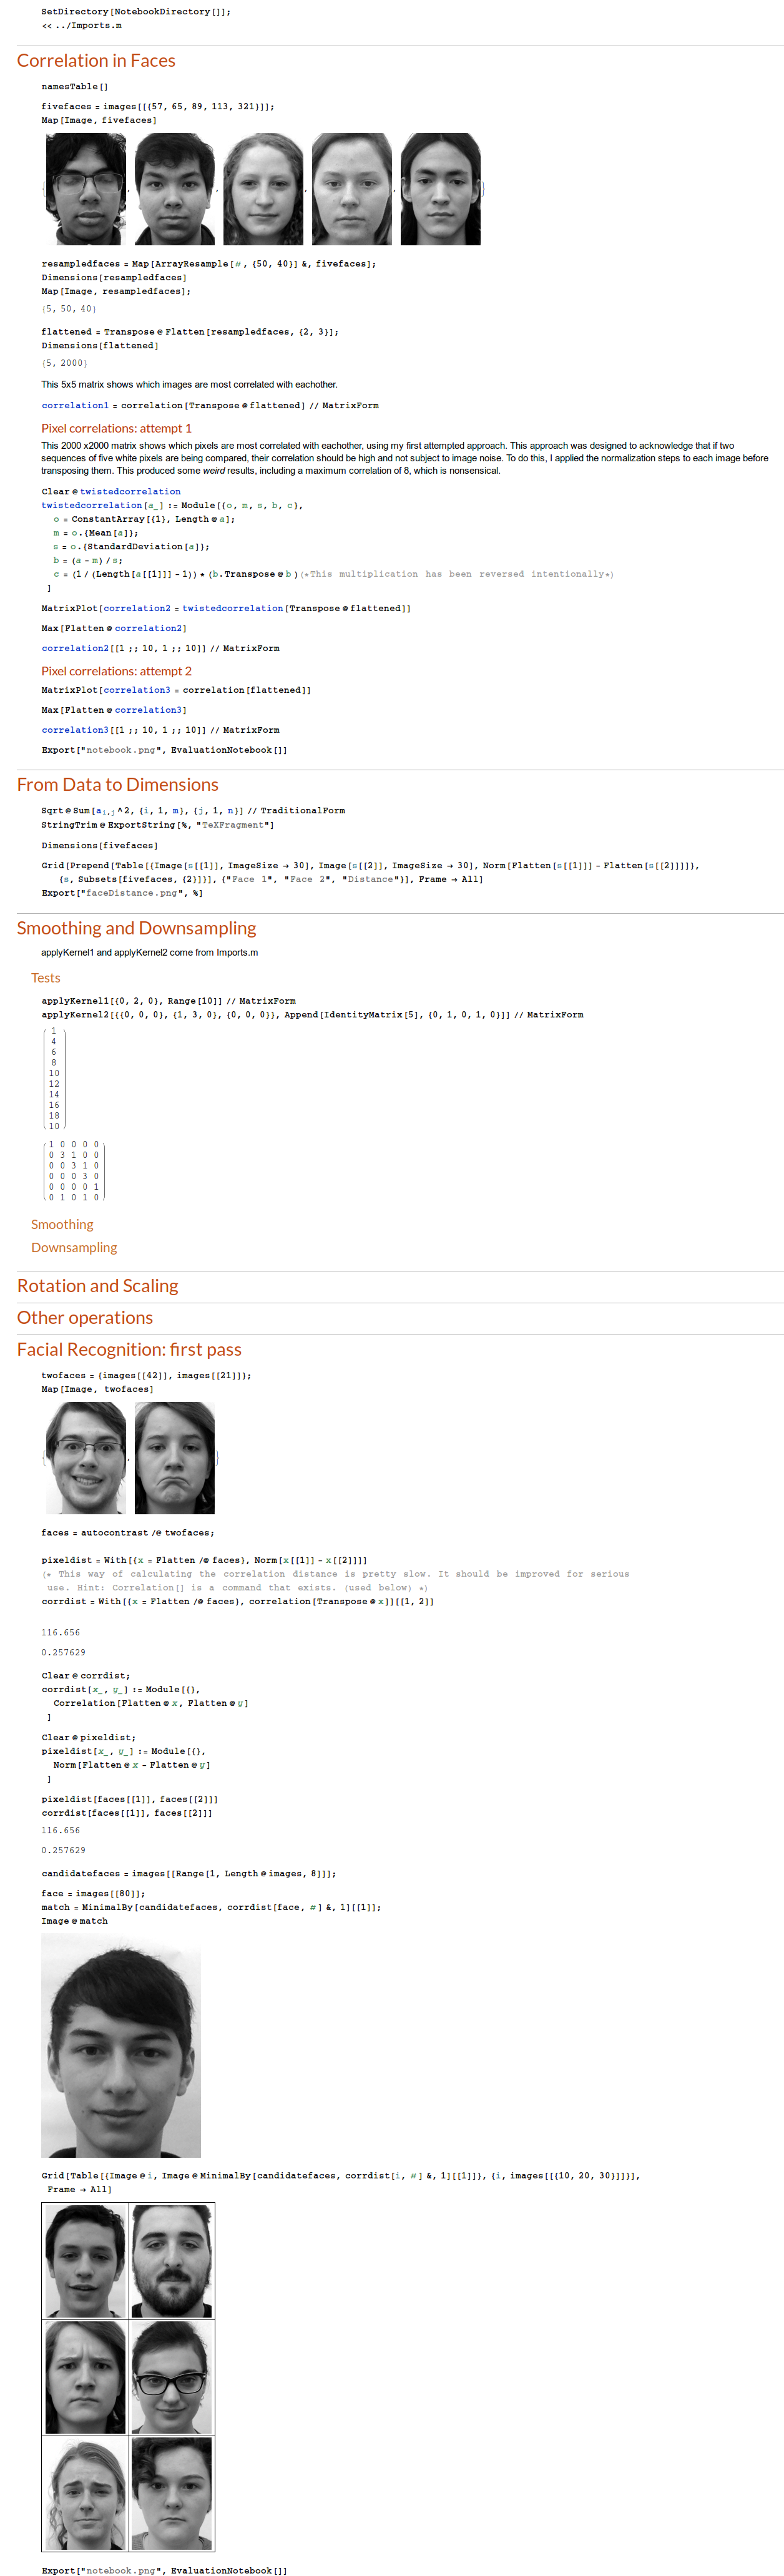 SetDirectory[NotebookDirectory[]];
<< ../Imports.m
Correlation in Faces
namesTable[]
fivefaces = images[[{57, 65, 89, 113, 321}]];
Map[Image, fivefaces]
{ , , , , }
resampledfaces = Map[ArrayResample[#, {50, 40}] &, fivefaces];
Dimensions[resampledfaces]
Map[Image, resampledfaces];
{5, 50, 40}
flattened = Transpose@Flatten[resampledfaces, {2, 3}];
Dimensions[flattened]
{5, 2000}
This 5x5 matrix shows which images are most correlated with eachother.
correlation1 = correlation[Transpose@flattened] // MatrixForm
Pixel correlations: attempt 1
This 2000 x2000 matrix shows which pixels are most correlated with eachother, using my first attempted approach. This approach was designed to acknowledge that if two
sequences of five white pixels are being compared, their correlation should be high and not subject to image noise. To do this, I applied the normalization steps to each image before
transposing them. This produced some weird results, including a maximum correlation of 8, which is nonsensical.
Clear@twistedcorrelation
twistedcorrelation[a_] := Module[{o, m, s, b, c},
o = ConstantArray[{1}, Length@a];
m = o.{Mean[a]};
s = o.{StandardDeviation[a]};
b = (a - m) / s;
c = (1 / (Length[a[[1]]] - 1)) * (b.Transpose@b)(*This multiplication has been reversed intentionally*)
]
MatrixPlot[correlation2 = twistedcorrelation[Transpose@flattened]]
Max[Flatten@correlation2]
correlation2[[1 ;; 10, 1 ;; 10]] // MatrixForm
Pixel correlations: attempt 2
MatrixPlot[correlation3 = correlation[flattened]]
Max[Flatten@correlation3]
correlation3[[1 ;; 10, 1 ;; 10]] // MatrixForm
Export["notebook.png", EvaluationNotebook[]]
From Data to Dimensions
Sqrt@Sum[a_i,j^2, {i, 1, m}, {j, 1, n}] // TraditionalForm
StringTrim@ExportString[%, "TeXFragment"]
Dimensions[fivefaces]
Grid[Prepend[Table[{Image[s[[1]], ImageSize → 30], Image[s[[2]], ImageSize → 30], Norm[Flatten[s[[1]]] - Flatten[s[[2]]]]},
{s, Subsets[fivefaces, {2}]}], {"Face 1", "Face 2", "Distance"}], Frame → All]
Export["faceDistance.png", %]
Smoothing and Downsampling
applyKernel1 and applyKernel2 come from Imports.m
Tests
applyKernel1[{0, 2, 0}, Range[10]] // MatrixForm
applyKernel2[{{0, 0, 0}, {1, 3, 0}, {0, 0, 0}}, Append[IdentityMatrix[5], {0, 1, 0, 1, 0}]] // MatrixForm
1
4
6
8
10
12
14
16
18
10
1 0 0 0 0
0 3 1 0 0
0 0 3 1 0
0 0 0 3 0
0 0 0 0 1
0 1 0 1 0
Smoothing
Downsampling
Rotation and Scaling
Other operations
Facial Recognition: first pass
twofaces = {images[[42]], images[[21]]};
Map[Image, twofaces]
{ , }
faces = autocontrast /@ twofaces;
pixeldist = With[{x = Flatten /@ faces}, Norm[x[[1]] - x[[2]]]]
(* This way of calculating the correlation distance is pretty slow. It should be improved for serious
use. Hint: Correlation[] is a command that exists. (used below) *)
corrdist = With[{x = Flatten /@ faces}, correlation[Transpose@x]][[1, 2]]
116.656
0.257629
Clear@corrdist;
corrdist[x_, y_] := Module[{},
Correlation[Flatten@x, Flatten@y]
]
Clear@pixeldist;
pixeldist[x_, y_] := Module[{},
Norm[Flatten@x - Flatten@y]
]
pixeldist[faces[[1]], faces[[2]]]
corrdist[faces[[1]], faces[[2]]]
116.656
0.257629
candidatefaces = images[[Range[1, Length@images, 8]]];
face = images[[80]];
match = MinimalBy[candidatefaces, corrdist[face, #] &, 1][[1]];
Image@match
Grid[Table[{Image@i, Image@MinimalBy[candidatefaces, corrdist[i, #] &, 1][[1]]}, {i, images[[{10, 20, 30}]]}],
Frame → All]
Export["notebook.png", EvaluationNotebook[]]